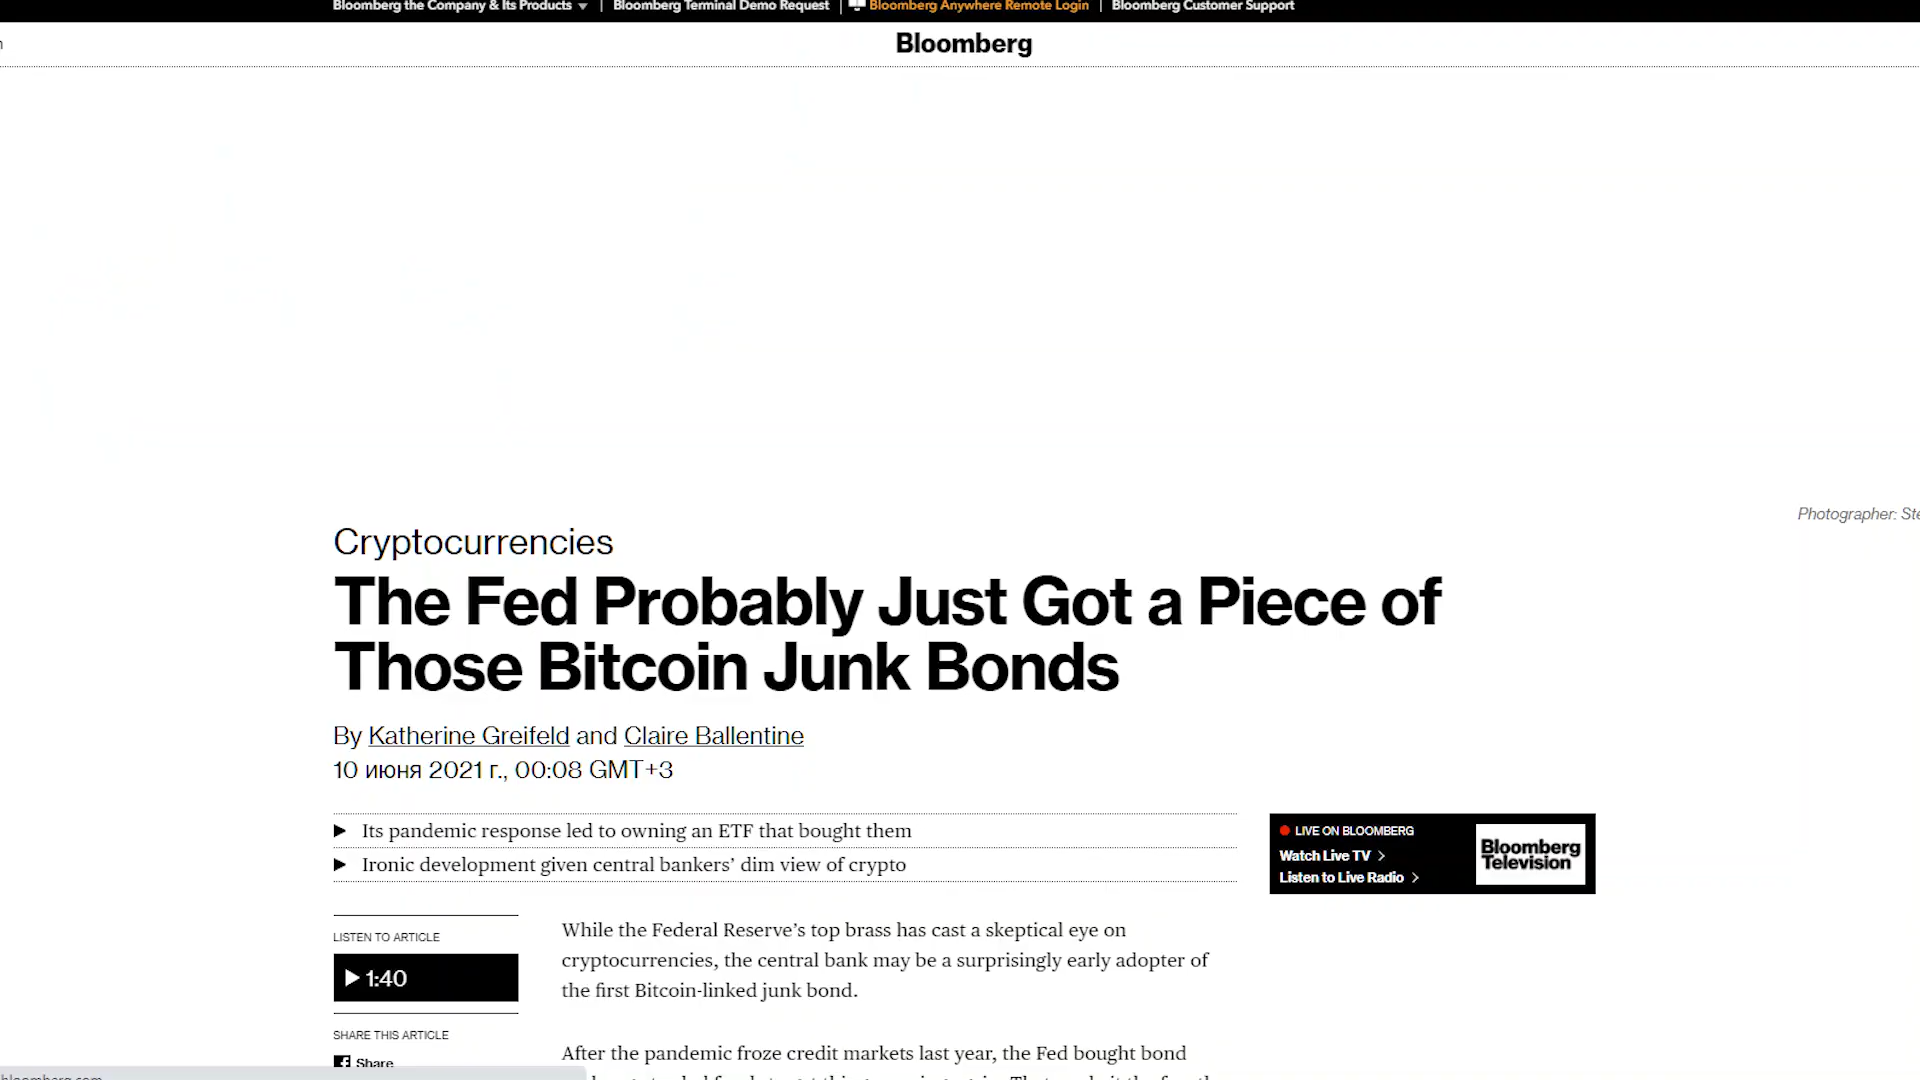 Bloomberg the Company & Its Products
Bloomberg Terminal Demo Request
Bloomberg Anywhere Remote Login
Bloomberg Customer Support
Bloomberg
Photographer:
Cryptocurrencies
The Fed Probably Just Got a Piece of
Those Bitcoin Junk Bonds
By Katherine Greifeld and Claire Ballentine
10 июня 2021 г., 00:08 GMT+3
Its pandemic response led to owning an ETF that bought them
Ironic development given central bankers’ dim view of crypto
LIVE ON BLOOMBERG
Watch Live TV
Listen to Live Radio
Bloomberg
Television
LISTEN TO ARTICLE
1:40
SHARE THIS ARTICLE
Share
While the Federal Reserve’s top brass has cast a skeptical eye on
cryptocurrencies, the central bank may be a surprisingly early adopter of
the first Bitcoin-linked junk bond.
After the pandemic froze credit markets last year, the Fed bought bond